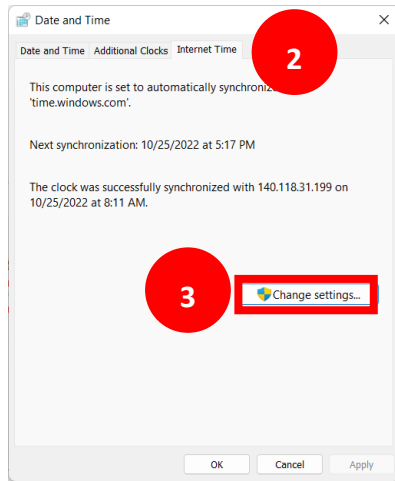 Date and Time
Date and Time Additional Clocks Internet Time
2
This computer is set to automatically synchroniz
'time.windows.com'.
Next synchronization: 10/25/2022 at 5:17 PM
The clock was successfully synchronized with 140.118.31.199 on
10/25/2022 at 8:11 AM.
3
Change settings...
OK Cancel Apply